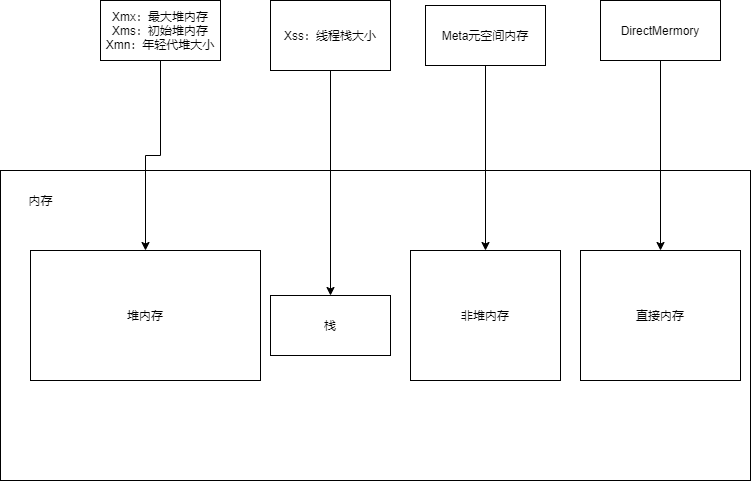 Xmx：最大堆内存
Xms：初始堆内存
Xmn：年轻代堆大小
Xss：线程栈大小
Meta元空间内存
DirectMermory
内存
堆内存
栈
非堆内存
直接内存